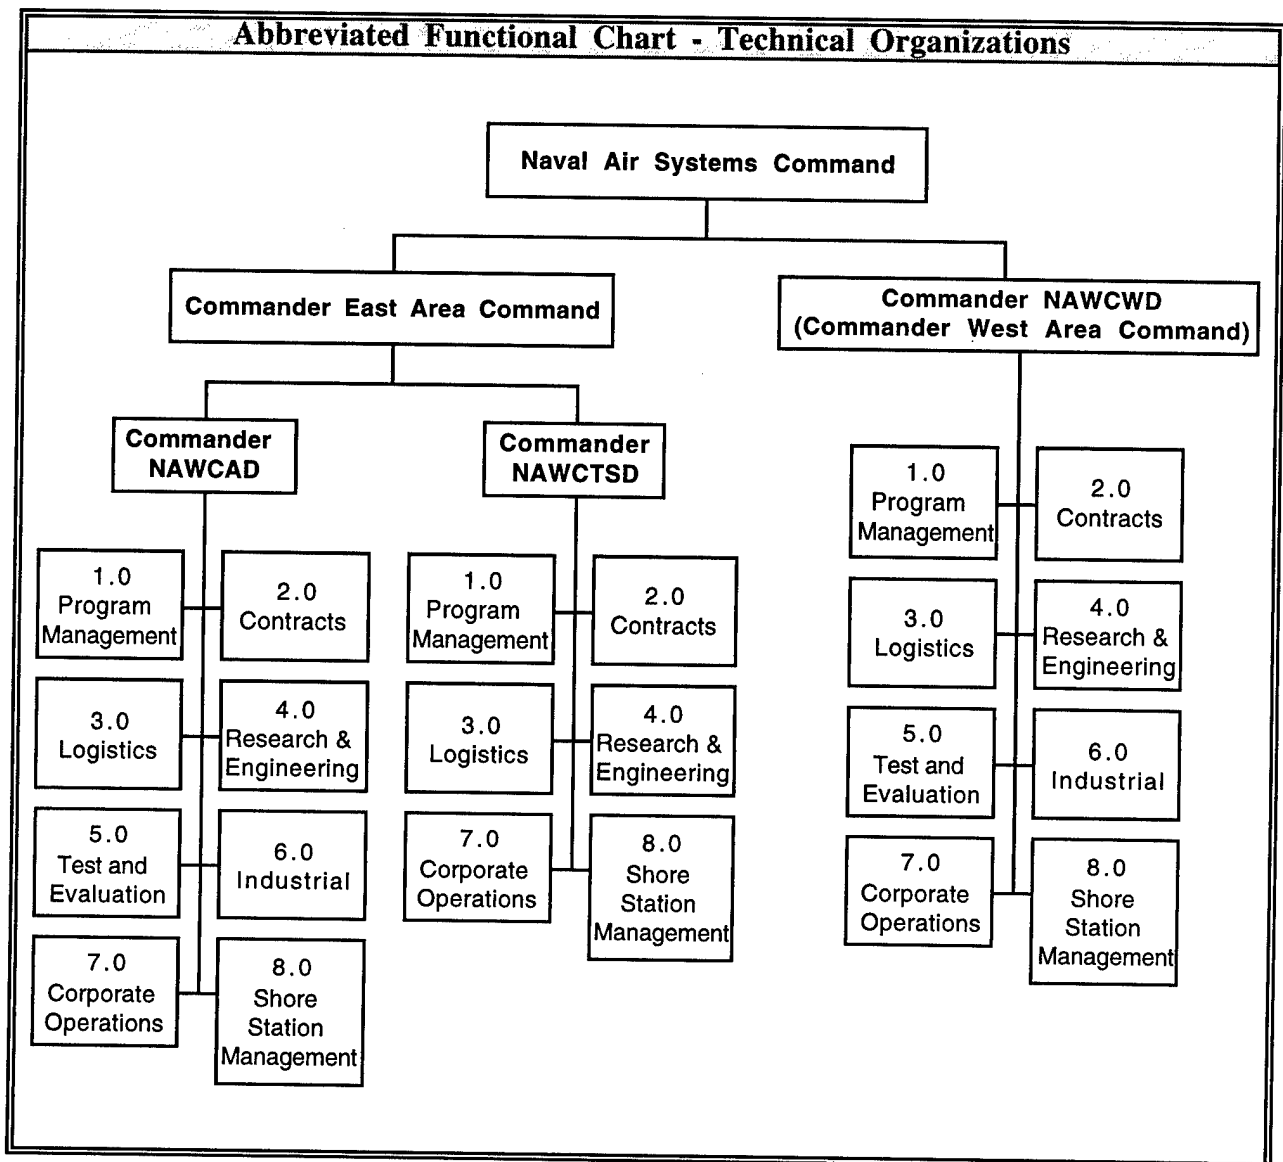 Abbreviated Functional Chart - Technical Organizations
Naval Air Systems Command
Commander East Area Command
Commander NAWCWD
(Commander West Area Command)
Commander
NAWCAD
Commander
NAWCTSD
1.0
Program
Management
2.0
Contracts
3.0
Logistics
4.0
Research &
Engineering
5.0
Test and
Evaluation
6.0
Industrial
7.0
Corporate
Operations
8.0
Shore
Station
Management
1.0
Program
Management
2.0
Contracts
3.0
Logistics
4.0
Research &
Engineering
7.0
Corporate
Operations
8.0
Shore
Station
Management
1.0
Program
Management
2.0
Contracts
3.0
Logistics
4.0
Research &
Engineering
5.0
Test and
Evaluation
6.0
Industrial
7.0
Corporate
Operations
8.0
Shore
Station
Management